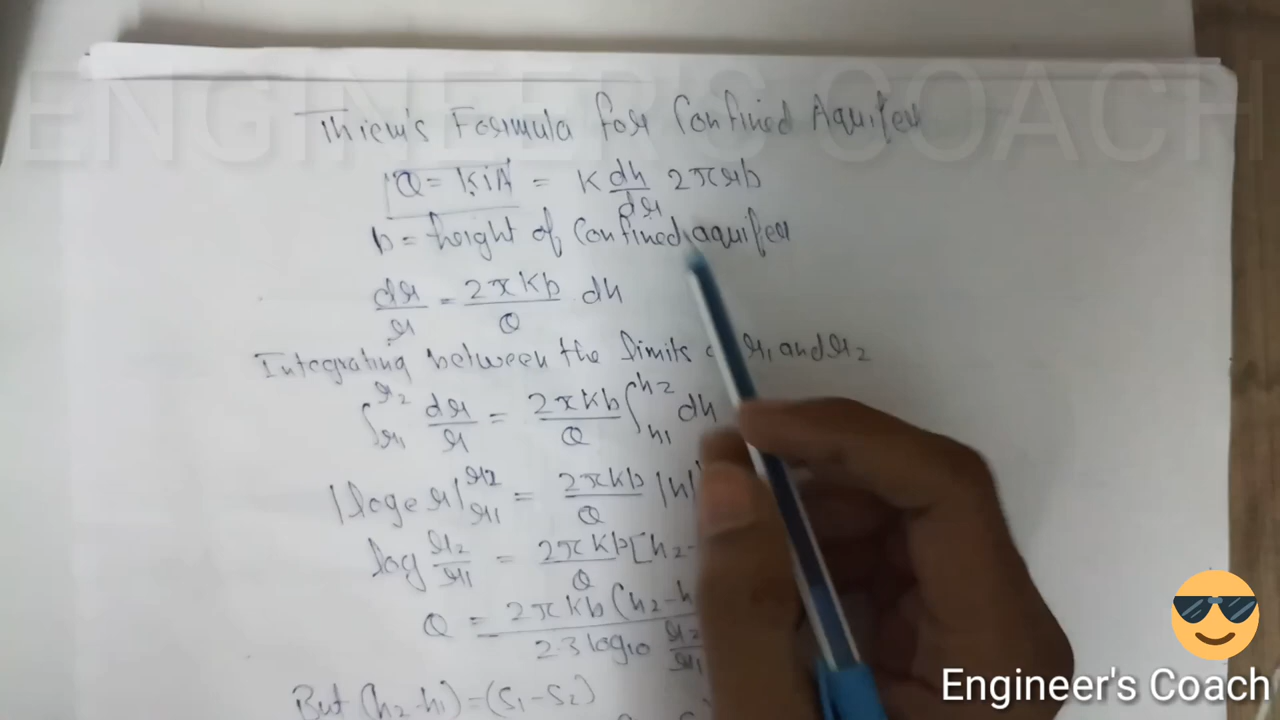 ENGINEER'S COACH
Thiem's Formula for Confined Aquifer
Q = KiA = K dh/dr 2πrb
b = height of Confined aquifer
dr/r = 2πKb/Q dh
Integrating between the limits r₁ and r₂
∫r₁^r₂ dr/r = 2πKb/Q ∫h₁^h₂ dh
|loge r|r₁^r₂ = 2πKb/Q |h|
log r₂/r₁ = 2πKb/Q [h₂-
Q = 2πKb(h₂-h / 2.3 log₁₀ r₂/r₁
But (h₂-h₁) = (S₁-S₂)
Engineer's Coach